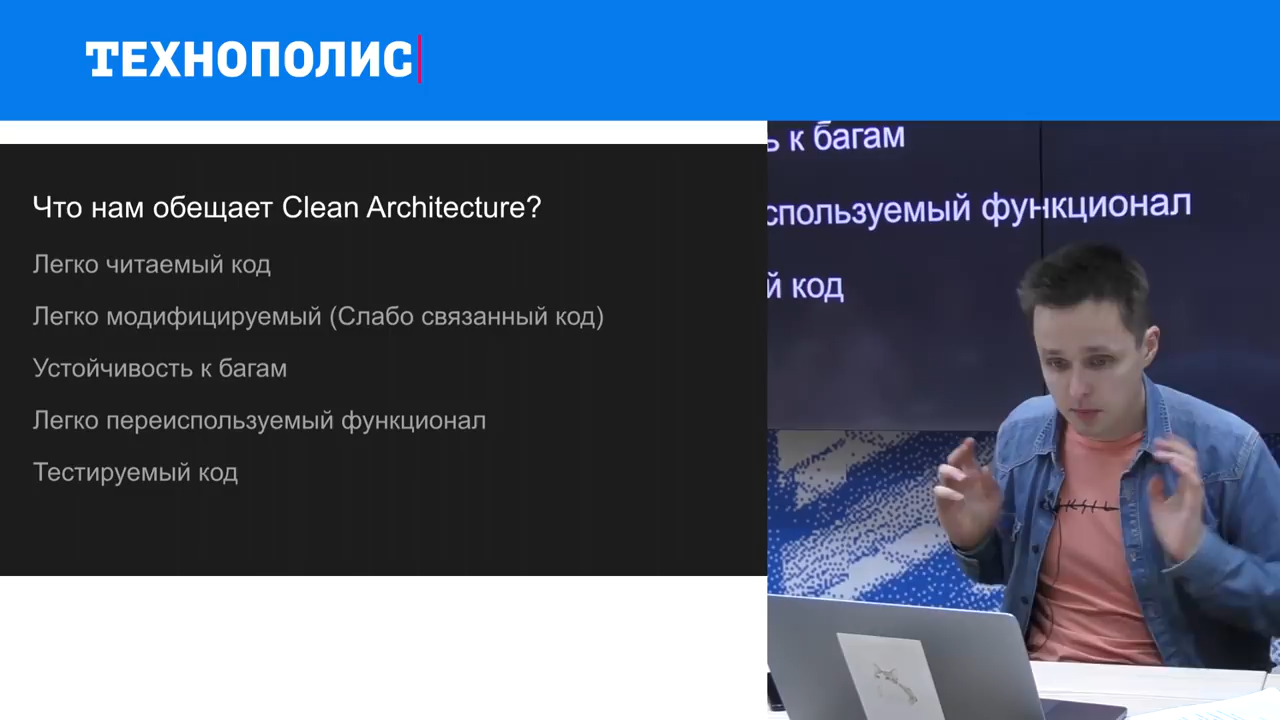 ТЕХНОПОЛИС
Что нам обещает Clean Architecture?
Легко читаемый код
Легко модифицируемый (Слабо связанный код)
Устойчивость к багам
Легко переиспользуемый функционал
Тестируемый код
ь к багам
спользуемый функционал
й код